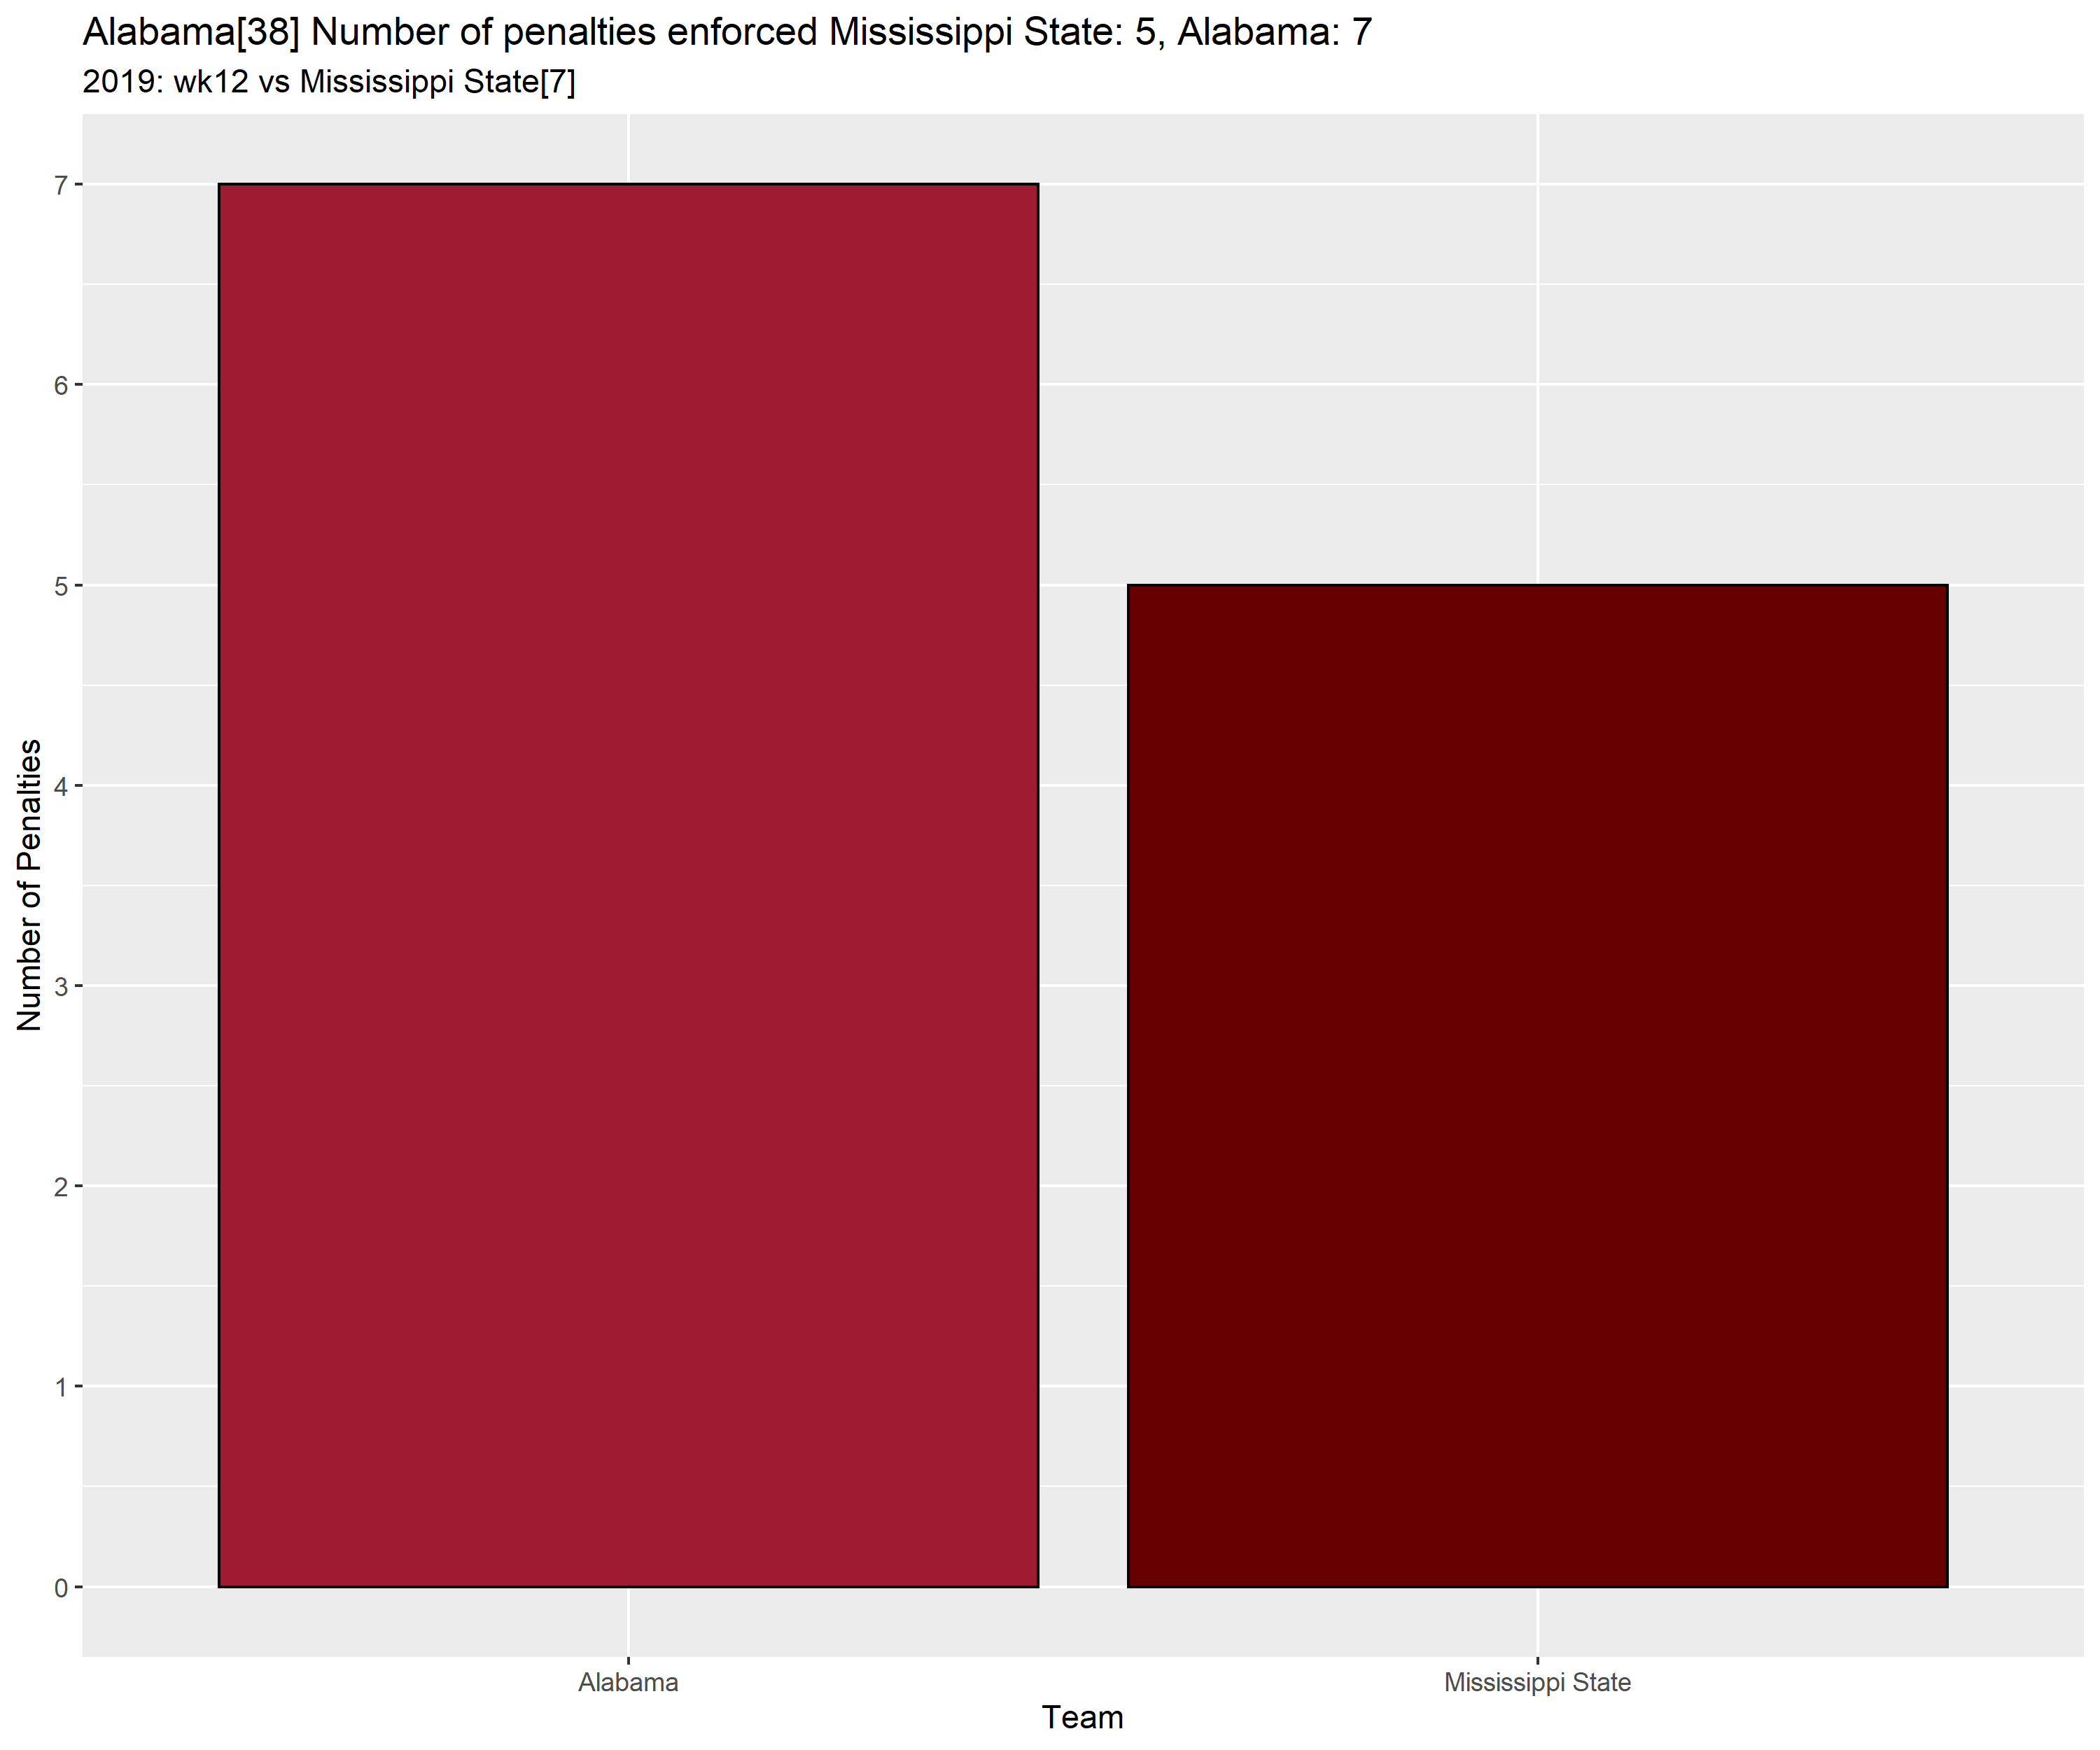 Alabama[38] Number of penalties enforced Mississippi State: 5, Alabama: 7
2019: wk12 vs Mississippi State[7]
Number of Penalties
7
6
5
4
3
2
1
0
Alabama
Mississippi State
Team